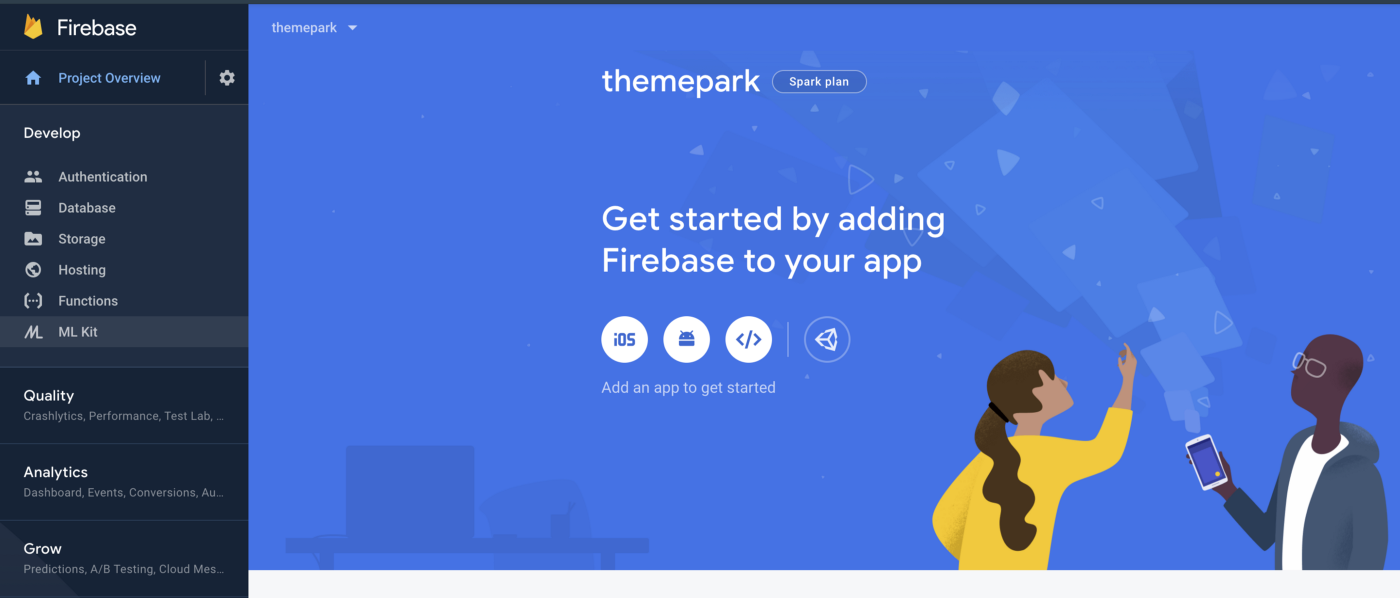 Firebase
Project Overview
Develop
Authentication
Database
Storage
Hosting
Functions
ML Kit
Quality
Crashlytics, Performance, Test Lab, ...
Analytics
Dashboard, Events, Conversions, Au...
Grow
Predictions, A/B Testing, Cloud Mes...
themepark
themepark
Spark plan
Get started by adding
Firebase to your app
iOS
Add an app to get started